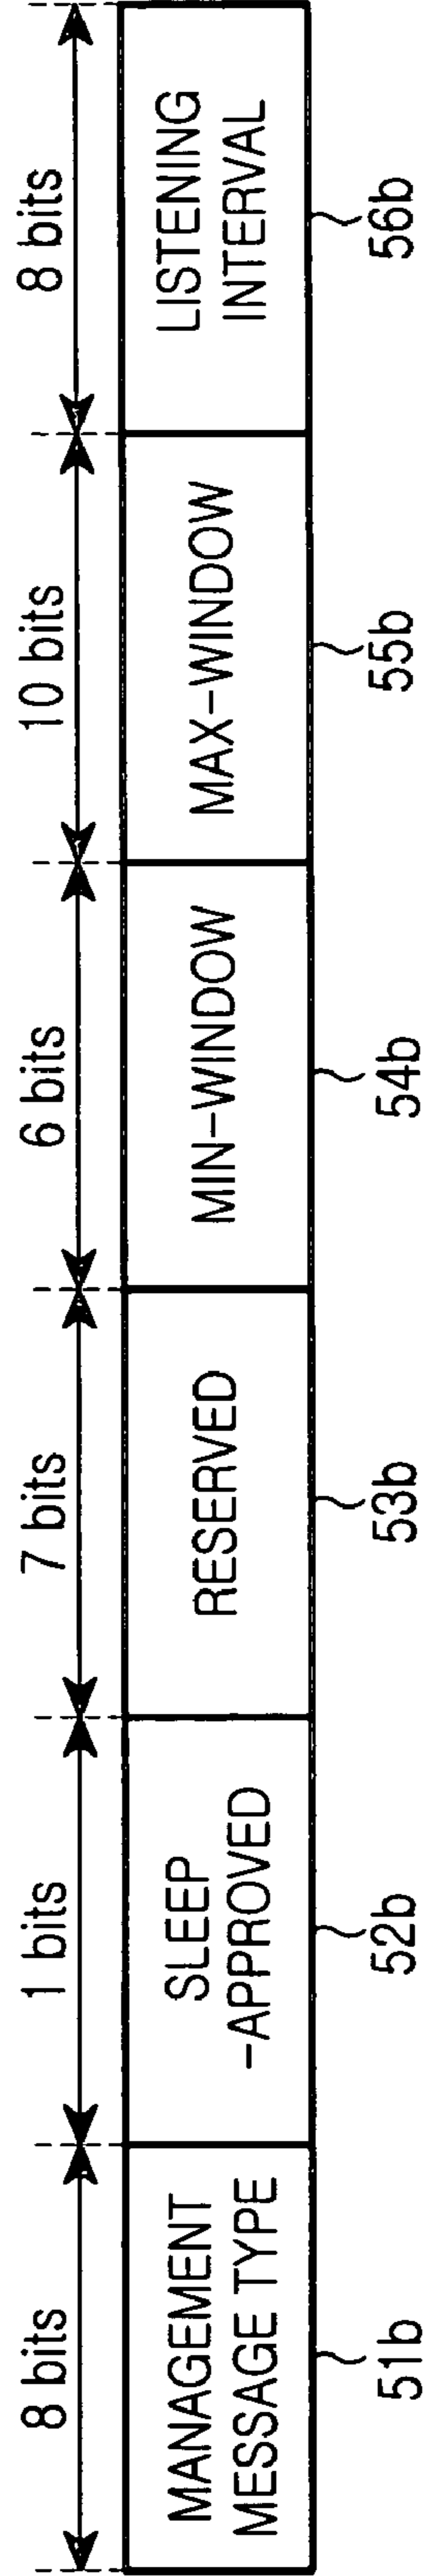 8 bits
1 bits
7 bits
6 bits
10 bits
8 bits
MANAGEMENT
MESSAGE TYPE
SLEEP
-APPROVED
RESERVED
MIN-WINDOW
MAX-WINDOW
LISTENING
INTERVAL
51b
52b
53b
54b
55b
56b